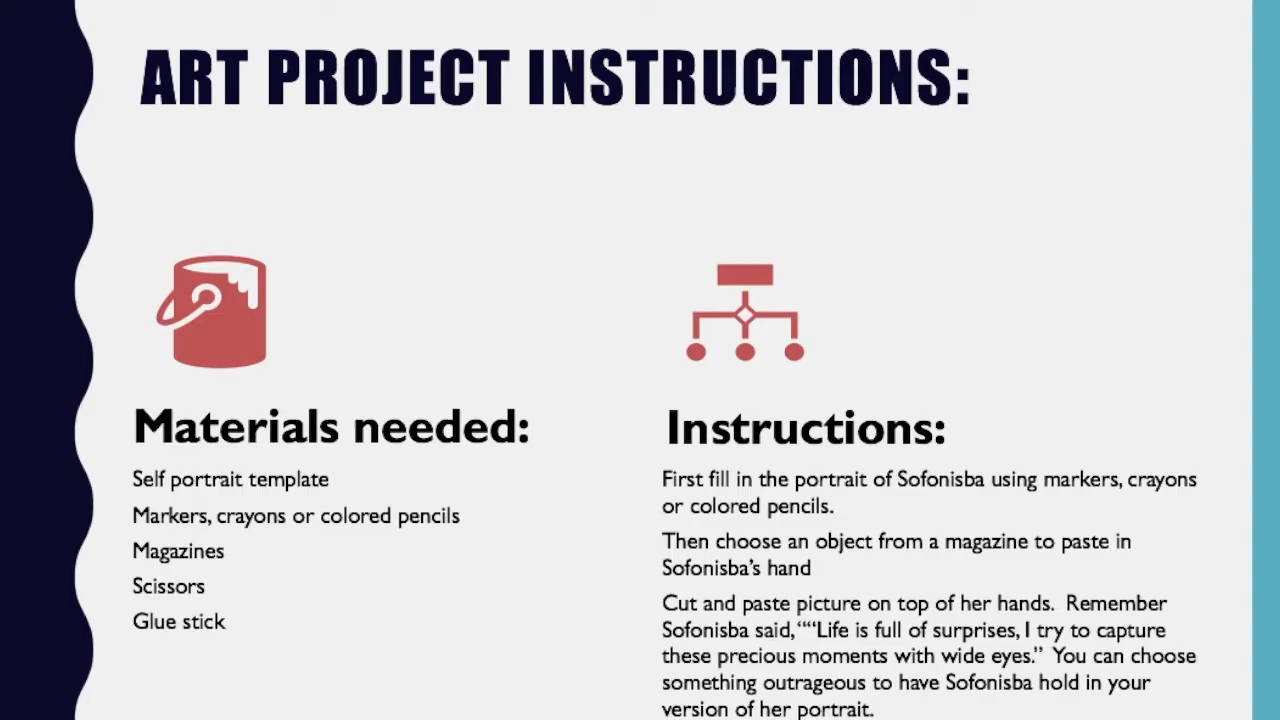 ART PROJECT INSTRUCTIONS:
Materials needed:
Self portrait template
Markers, crayons or colored pencils
Magazines
Scissors
Glue stick
Instructions:
First fill in the portrait of Sofonisba using markers, crayons
or colored pencils.
Then choose an object from a magazine to paste in
Sofonisba’s hand
Cut and paste picture on top of her hands.  Remember
Sofonisba said, ““Life is full of surprises, I try to capture
these precious moments with wide eyes.”  You can choose
something outrageous to have Sofonisba hold in your
version of her portrait.